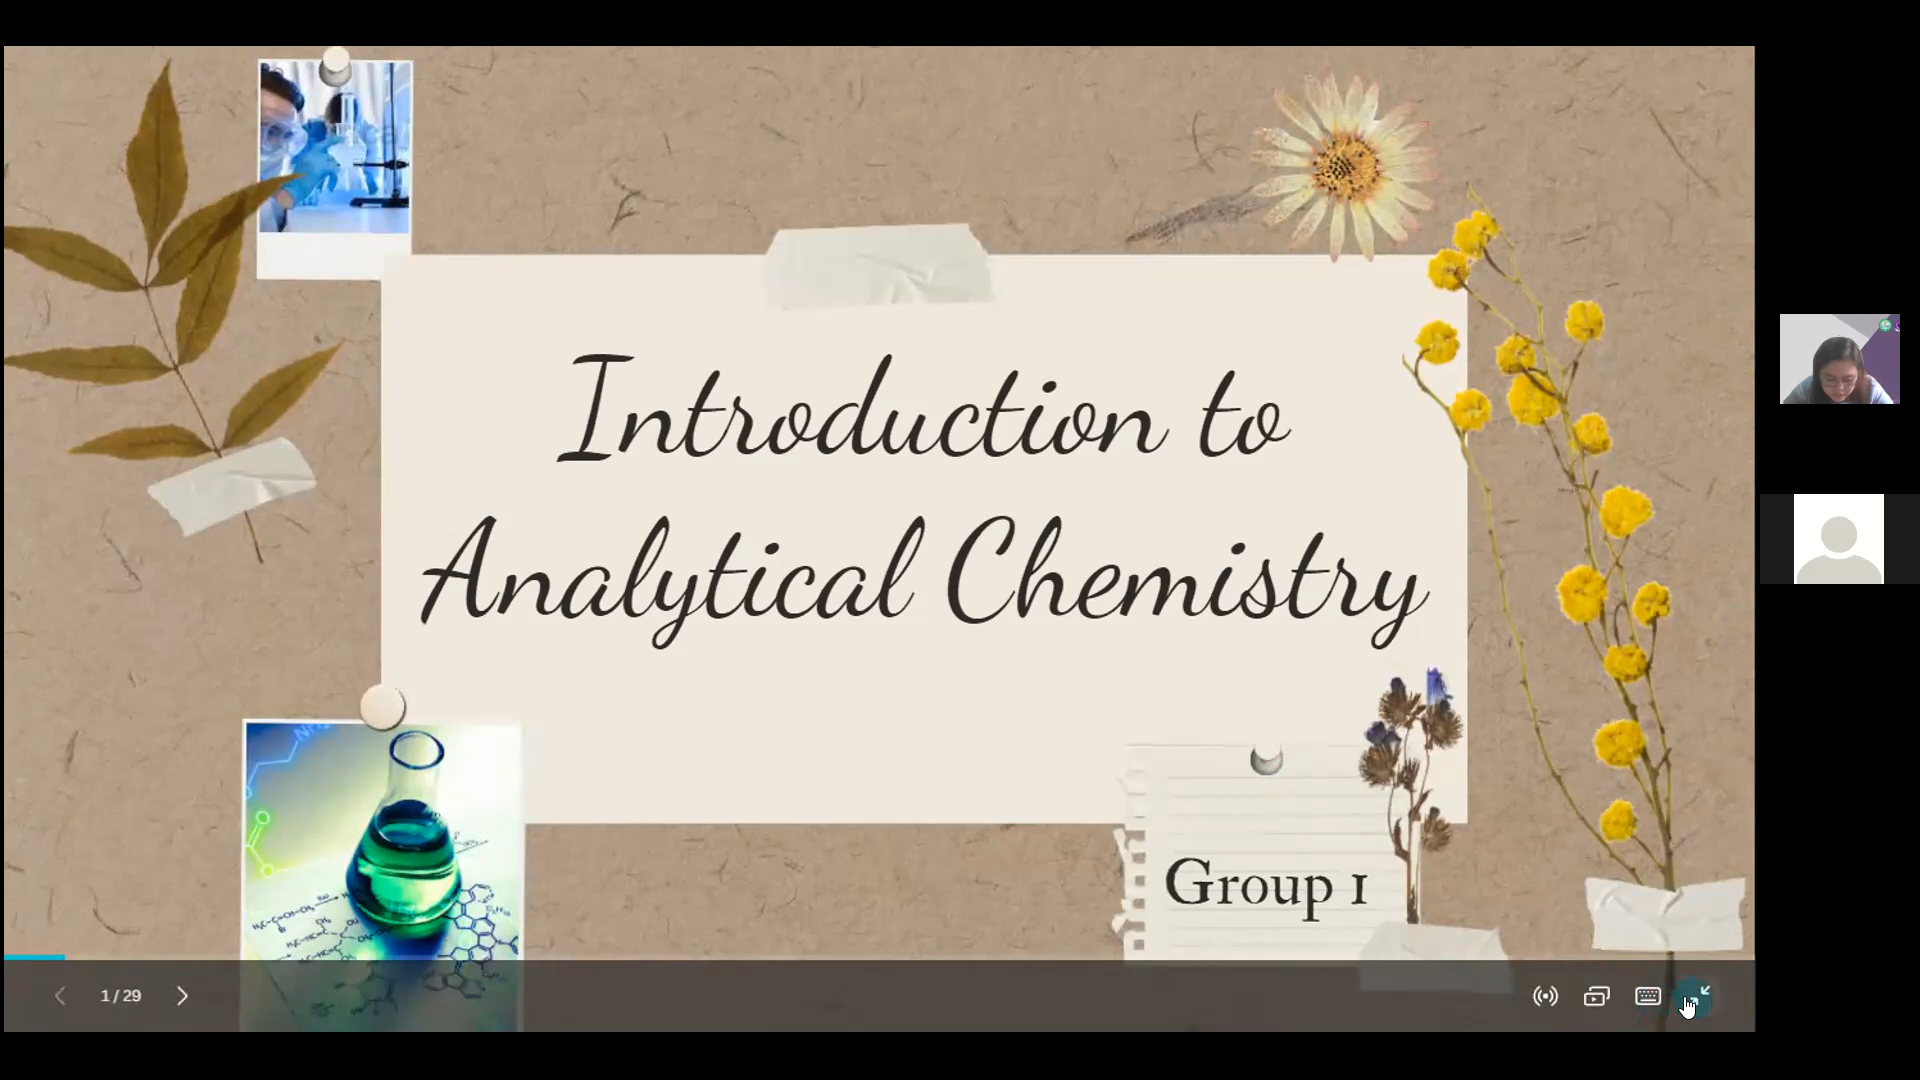 Introduction to
Analytical Chemistry
Group 1
1 / 29